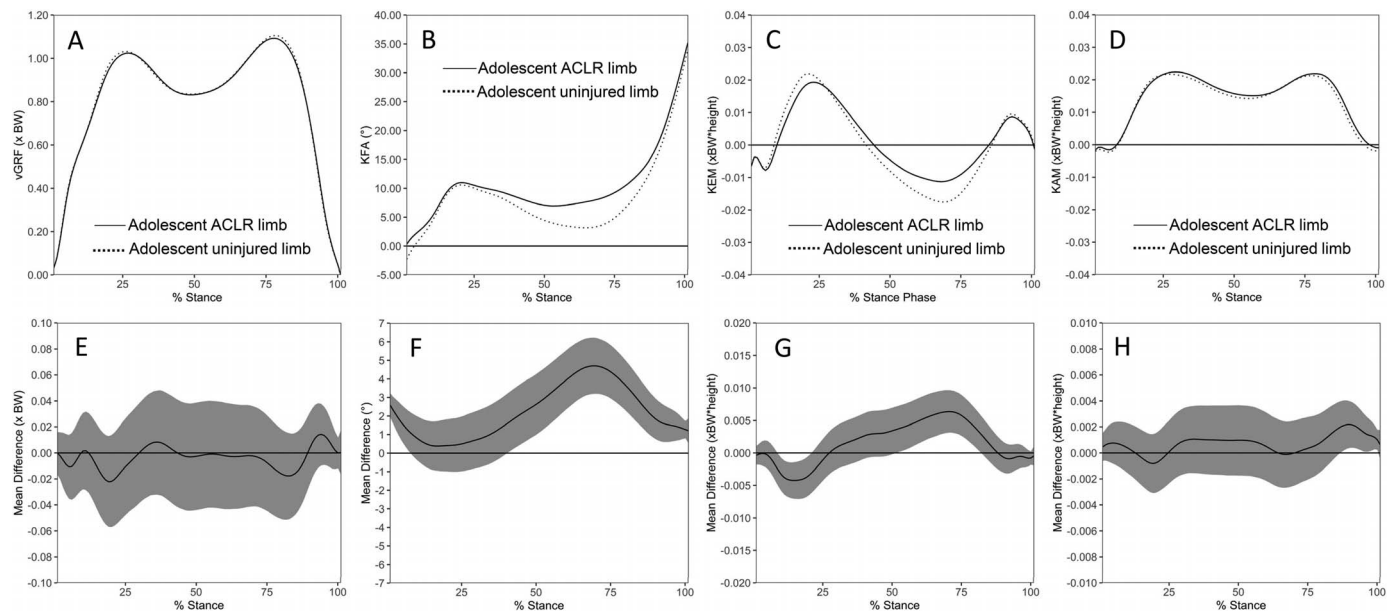 A
vGRF (x BW)
1.20
1.00
0.80
0.60
0.40
0.20
0.00
Adolescent ACLR limb
Adolescent uninjured limb
25 50 75 100
% Stance
B
KFA (°)
40.00
35.00
30.00
25.00
20.00
15.00
10.00
5.00
0.00
-5.00
Adolescent ACLR limb
Adolescent uninjured limb
25 50 75 100
% Stance
C
KEM (xBW*height)
0.04
0.03
0.02
0.01
0.00
-0.01
-0.02
-0.03
-0.04
Adolescent ACLR limb
Adolescent uninjured limb
25 50 75 100
% Stance Phase
D
KAM (xBW*height)
0.04
0.03
0.02
0.01
0.00
-0.01
-0.02
-0.03
-0.04
Adolescent ACLR limb
Adolescent uninjured limb
25 50 75 100
% Stance
E
Mean Difference (x BW)
0.10
0.08
0.06
0.04
0.02
0.00
-0.02
-0.04
-0.06
-0.08
-0.10
25 50 75 100
% Stance
F
Mean Difference (°)
7
6
5
4
3
2
1
0
-1
-2
-3
4
5
6
-7
25 50 75 100
% Stance
G
Mean Difference (xBW*height)
0.020
0.015
0.010
0.005
0.000
-0.005
-0.010
-0.015
-0.020
25 50 75 100
% Stance
H
Mean Difference (xBW*height)
0.010
0.008
0.006
0.004
0.002
0.000
-0.002
-0.004
-0.006
-0.008
-0.010
25 50 75 100
% Stance